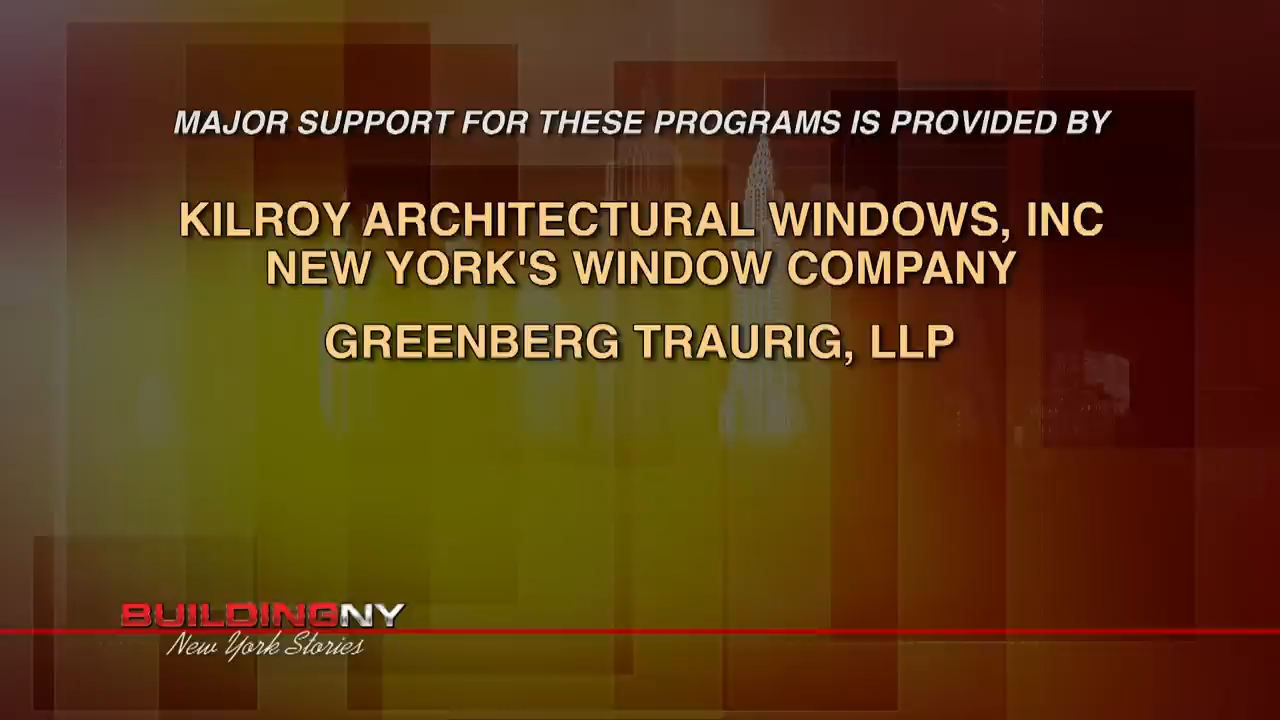 MAJOR SUPPORT FOR THESE PROGRAMS IS PROVIDED BY
KILROY ARCHITECTURAL WINDOWS, INC
NEW YORK'S WINDOW COMPANY
GREENBERG TRAURIG, LLP
BUILDINGNY
New York Stories